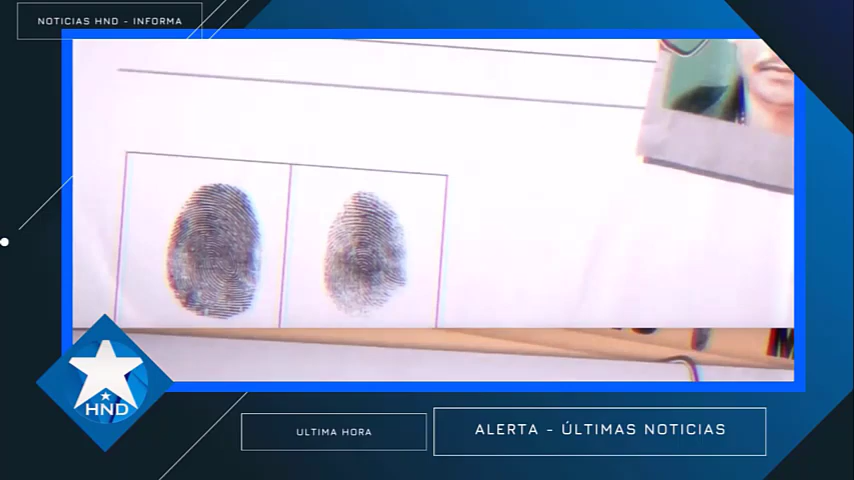 NOTICIAS HND - INFORMA
HND
ULTIMA HORA
ALERTA - ÚLTIMAS NOTICIAS